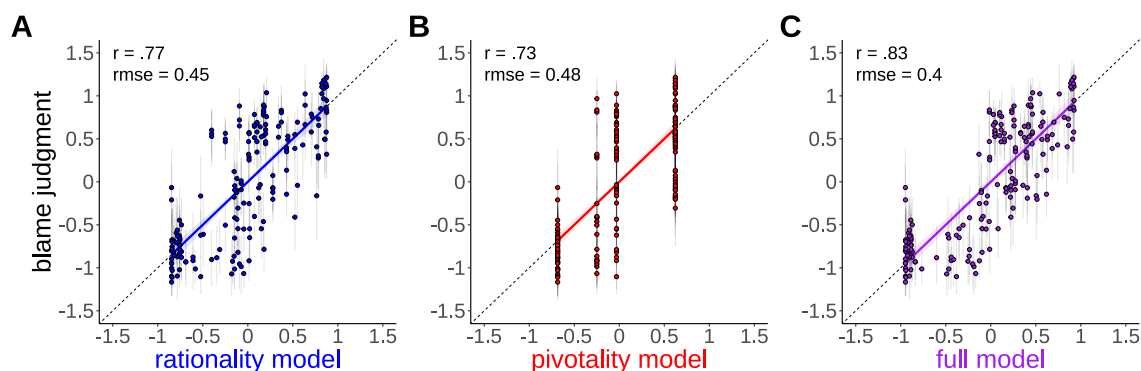 A
r = .77
rmse = 0.45
blame judgment
1.5
1
0.5
0
-0.5
-1
-1.5
-1.5 -1 -0.5 0 0.5 1 1.5
rationality model
B
r = .73
rmse = 0.48
1.5
1
0.5
0
-0.5
-1
-1.5
-1.5 -1 -0.5 0 0.5 1 1.5
pivotality model
C
r = .83
rmse = 0.4
1.5
1
0.5
0
-0.5
-1
-1.5
-1.5 -1 -0.5 0 0.5 1 1.5
full model